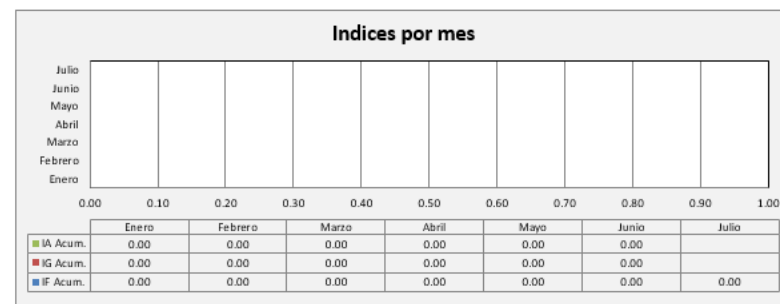 Indices por mes
Julio
Junio
Mayo
Abril
Marzo
Febrero
Enero
0.00 0.10 0.20 0.30 0.40 0.50 0.60 0.70 0.80 0.90 1.00
Enero Febrero Marzo Abril Mayo Junio Julio
IA Acum. 0.00 0.00 0.00 0.00 0.00 0.00
IG Acum. 0.00 0.00 0.00 0.00 0.00 0.00
IF Acum. 0.00 0.00 0.00 0.00 0.00 0.00 0.00